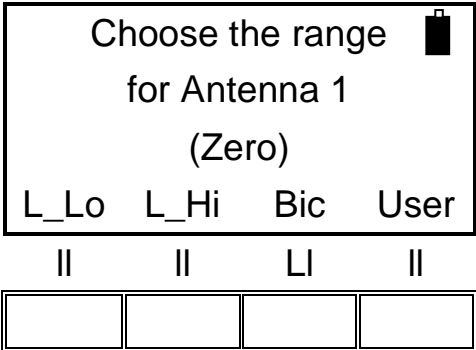 Choose the range
for Antenna 1
(Zero)
L_Lo L_Hi Bic User
ll ll Ll ll